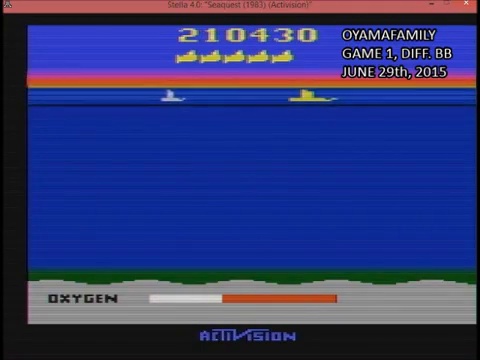 Stella 4.0: "Seaquest (1983) (Activision)"
210430
OYAMAFAMILY
GAME 1, DIFF. BB
JUNE 29th, 2015
OXYGEN
ACTIVISION